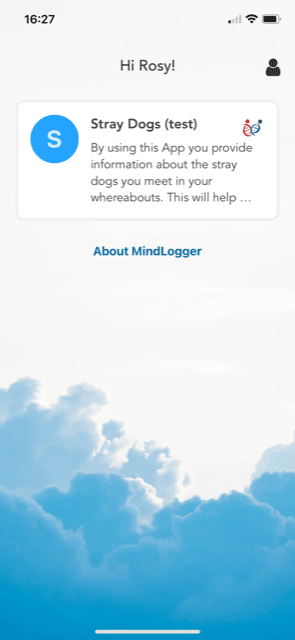 16:27
Hi Rosy!
S
Stray Dogs (test)
By using this App you provide
information about the stray
dogs you meet in your
whereabouts. This will help ...
About MindLogger